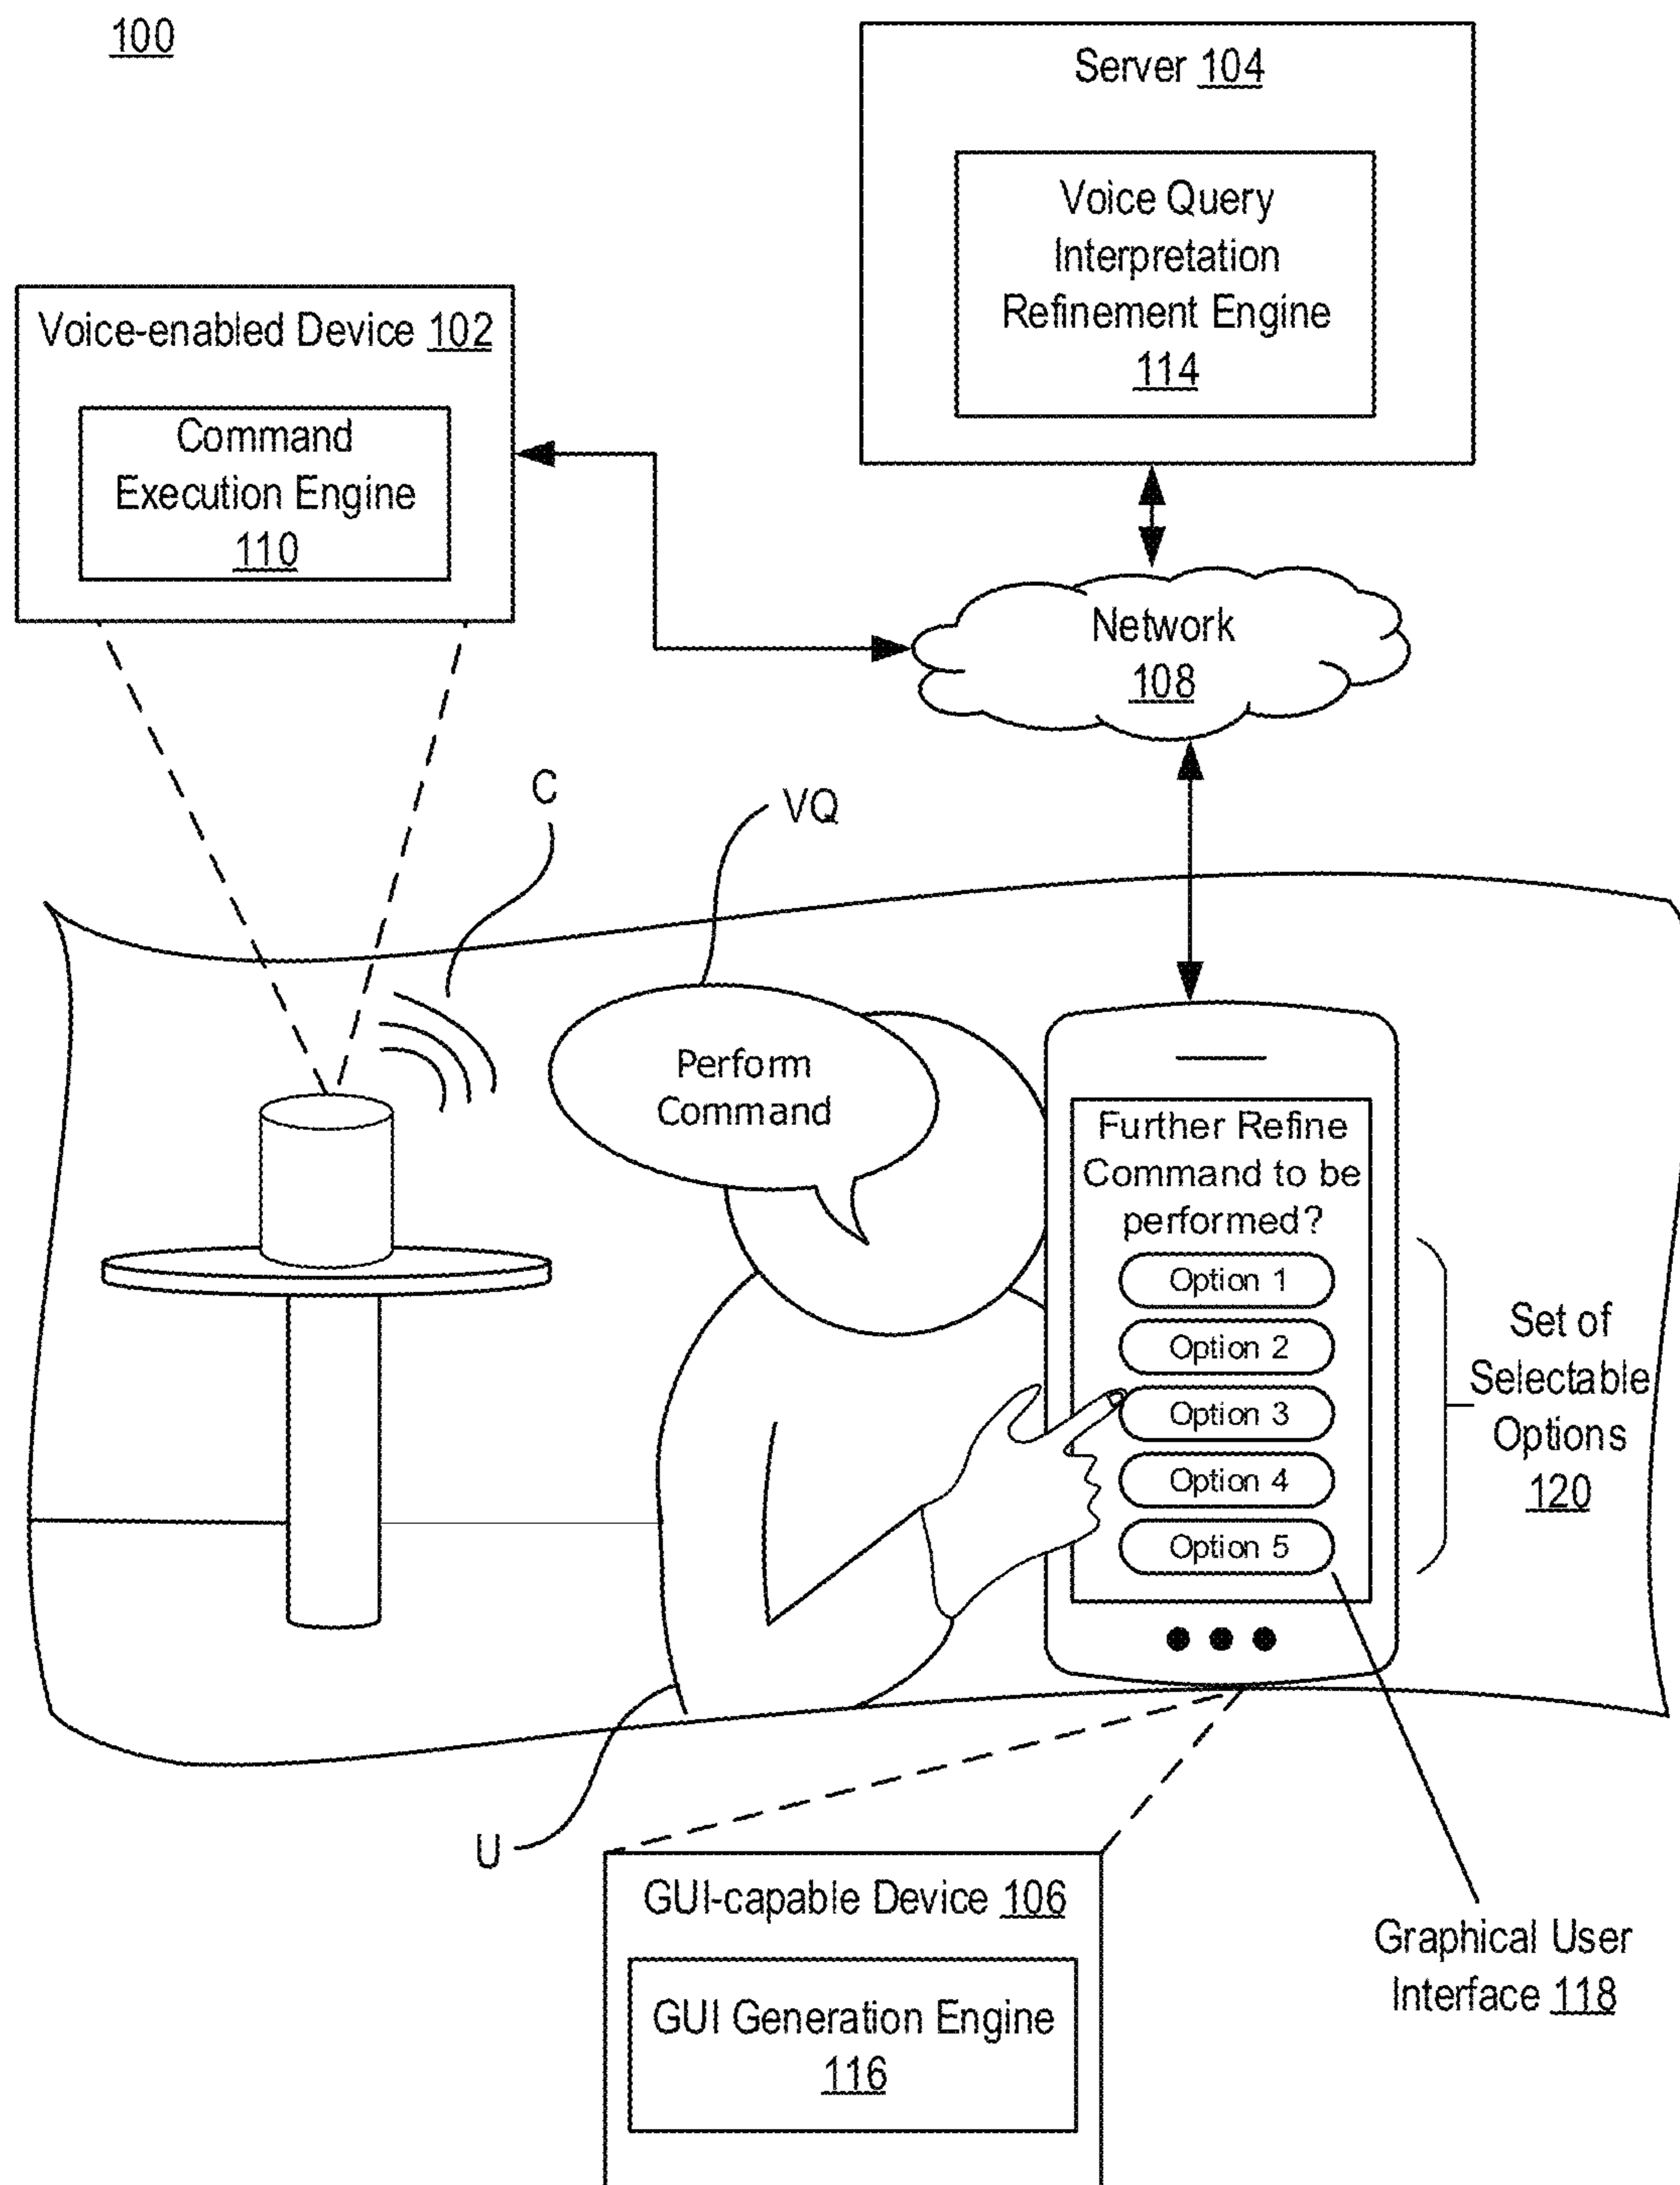 100
Server 104
Voice Query
Interpretation
Refinement Engine
114
Voice-enabled Device 102
Command
Execution Engine
110
Network
108
C
VQ
Perform
Command
Further Refine
Command to be
performed?
Option 1
Option 2
Option 3
Option 4
Option 5
Set of
Selectable
Options
120
U
GUI-capable Device 106
GUI Generation Engine
116
Graphical User
Interface 118